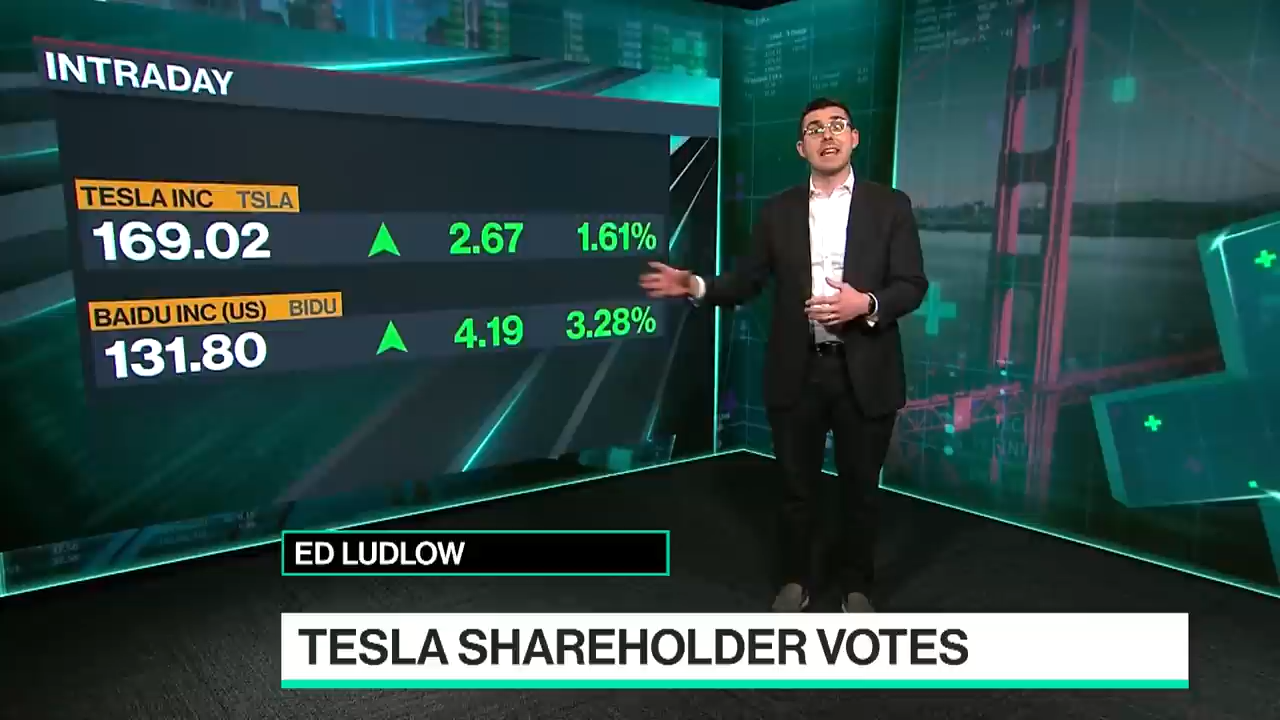 INTRADAY
TESLA INC TSLA
169.02 ▲ 2.67 1.61%
BAIDU INC (US) BIDU
131.80 ▲ 4.19 3.28%
ED LUDLOW
TESLA SHAREHOLDER VOTES